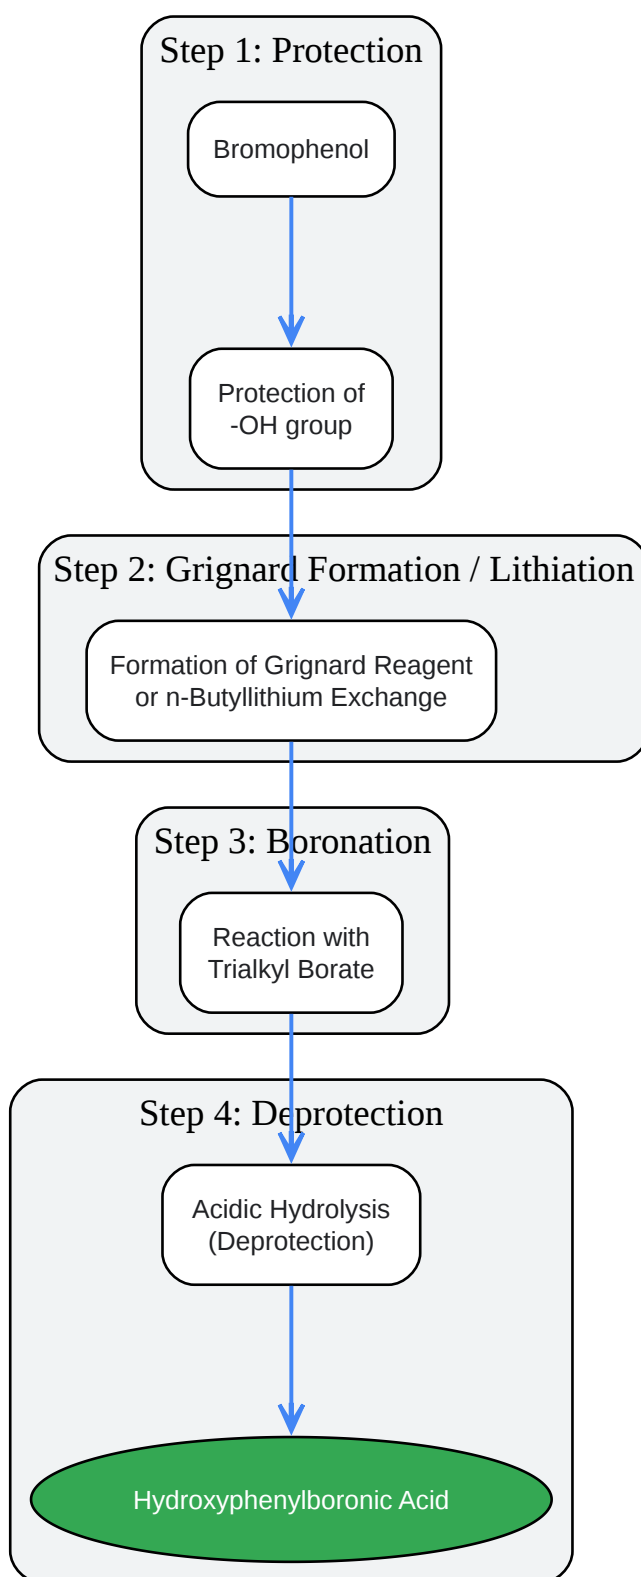 Step 1: Protection
Bromophenol
Protection of
-OH group
Step 2: Grignard Formation / Lithiation
Formation of Grignard Reagent
or n-Butyllithium Exchange
Step 3: Boronation
Reaction with
Trialkyl Borate
Step 4: Deprotection
Acidic Hydrolysis
(Deprotection)
Hydroxyphenylboronic Acid